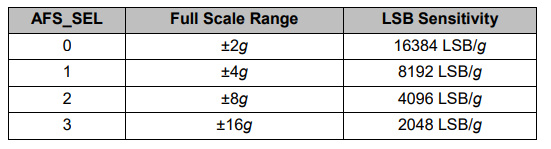 AFS_SEL Full Scale Range LSB Sensitivity
0 ±2g 16384 LSB/g
1 ±4g 8192 LSB/g
2 ±8g 4096 LSB/g
3 ±16g 2048 LSB/g